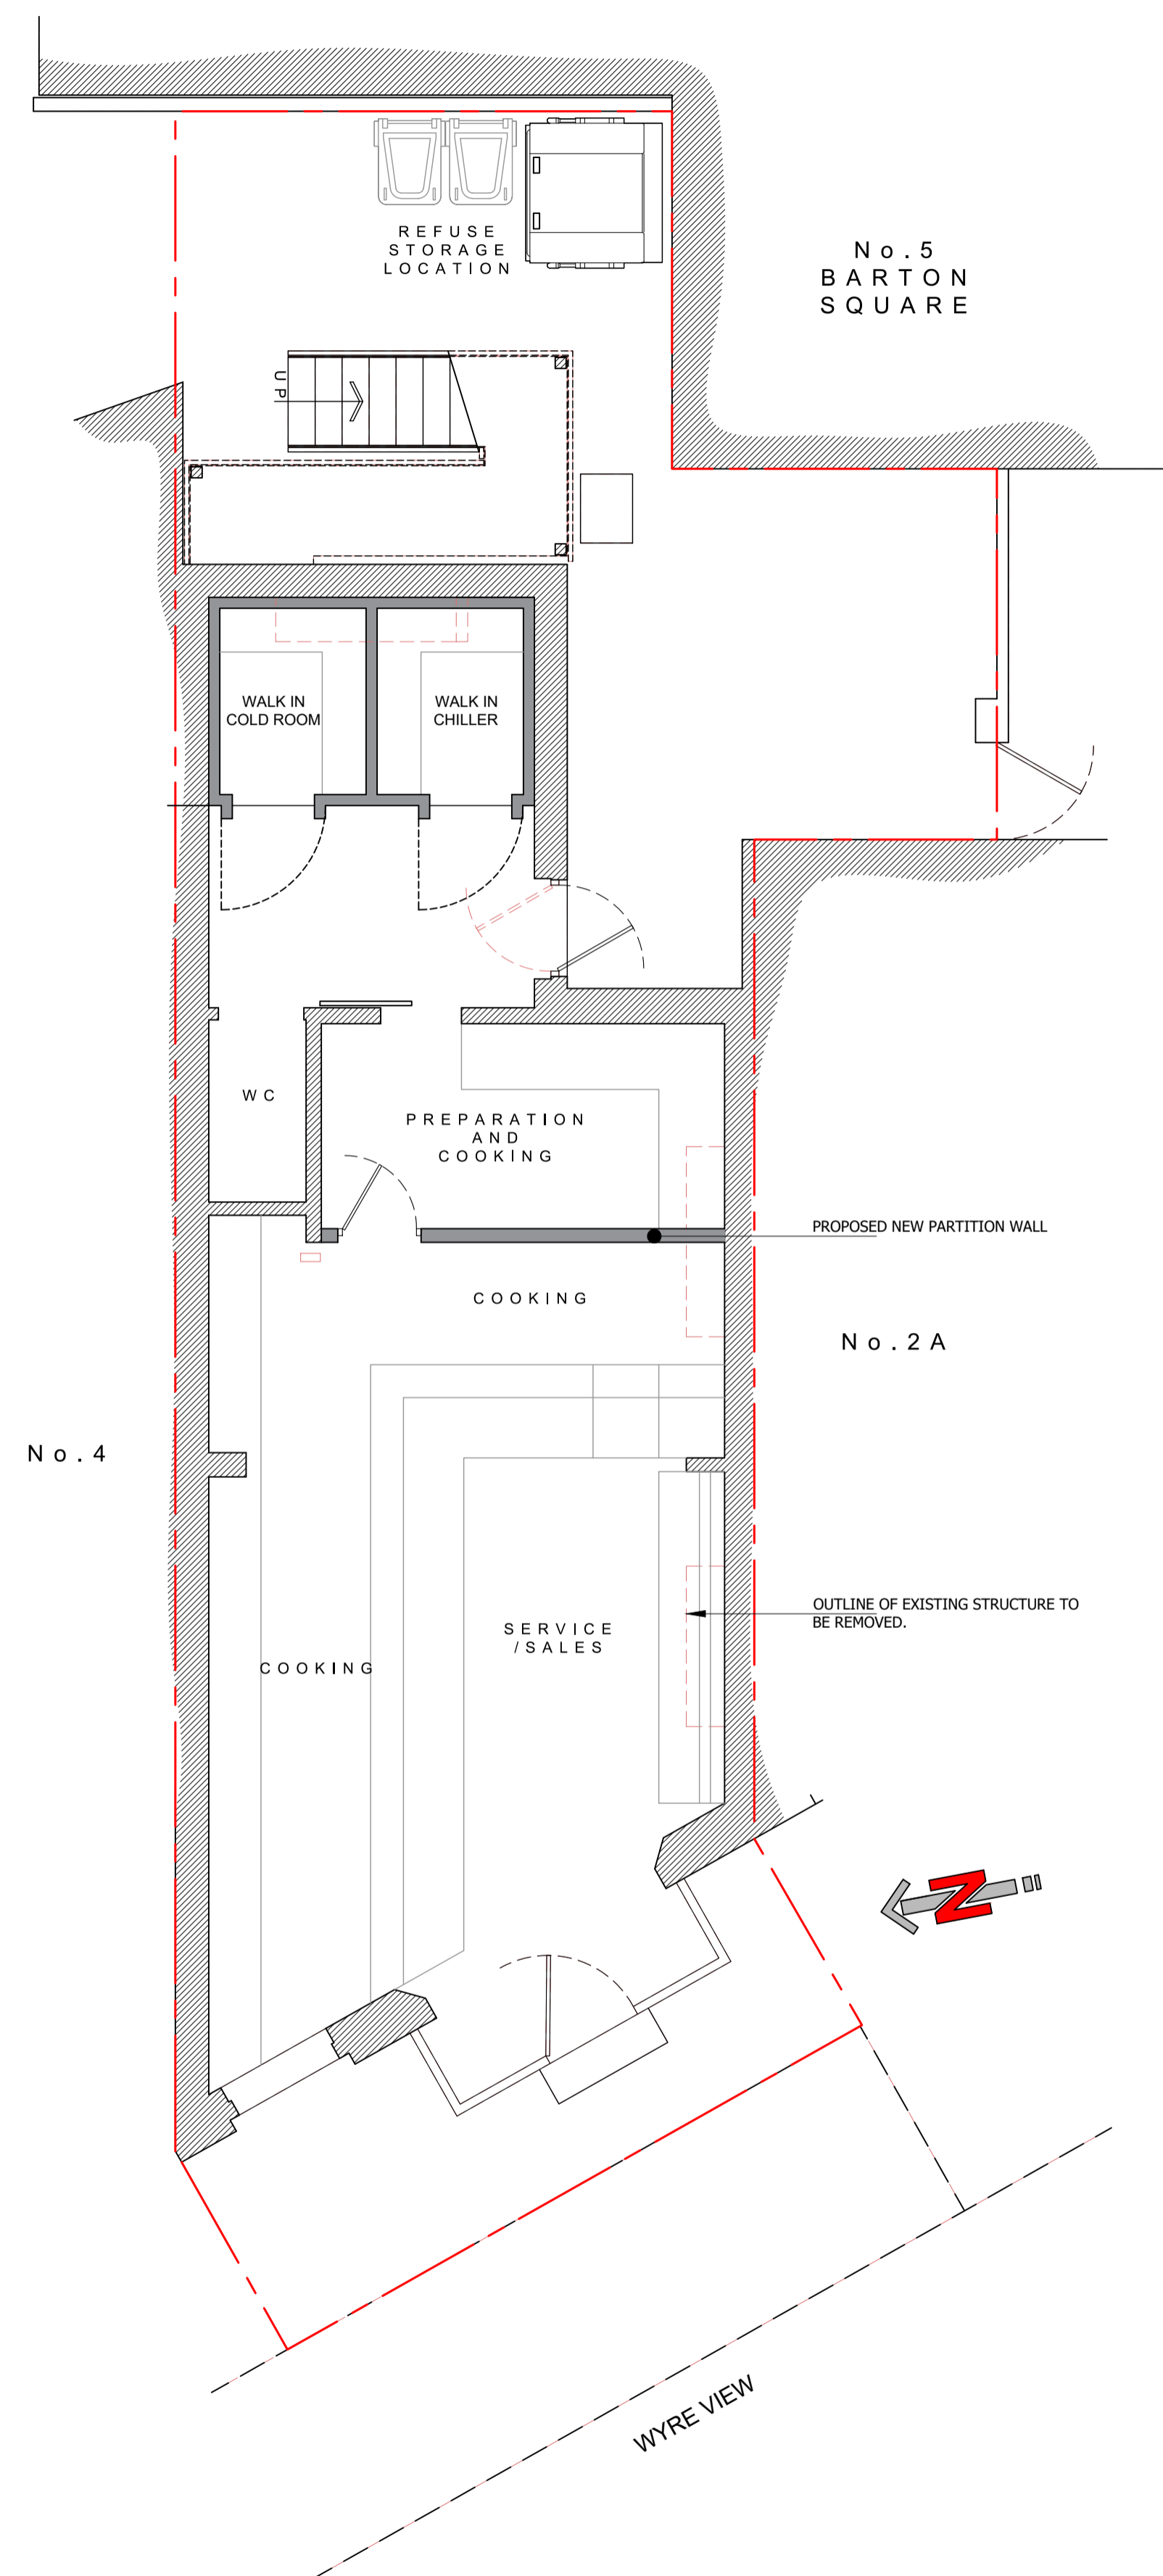 REFUSE
STORAGE
LOCATION
No.5
BARTON
SQUARE
UP
WALK IN
COLD ROOM
WALK IN
CHILLER
WC
PREPARATION
AND
COOKING
PROPOSED NEW PARTITION WALL
COOKING
No.2A
No.4
OUTLINE OF EXISTING STRUCTURE TO
BE REMOVED.
SERVICE
/SALES
COOKING
N
WYRE VIEW